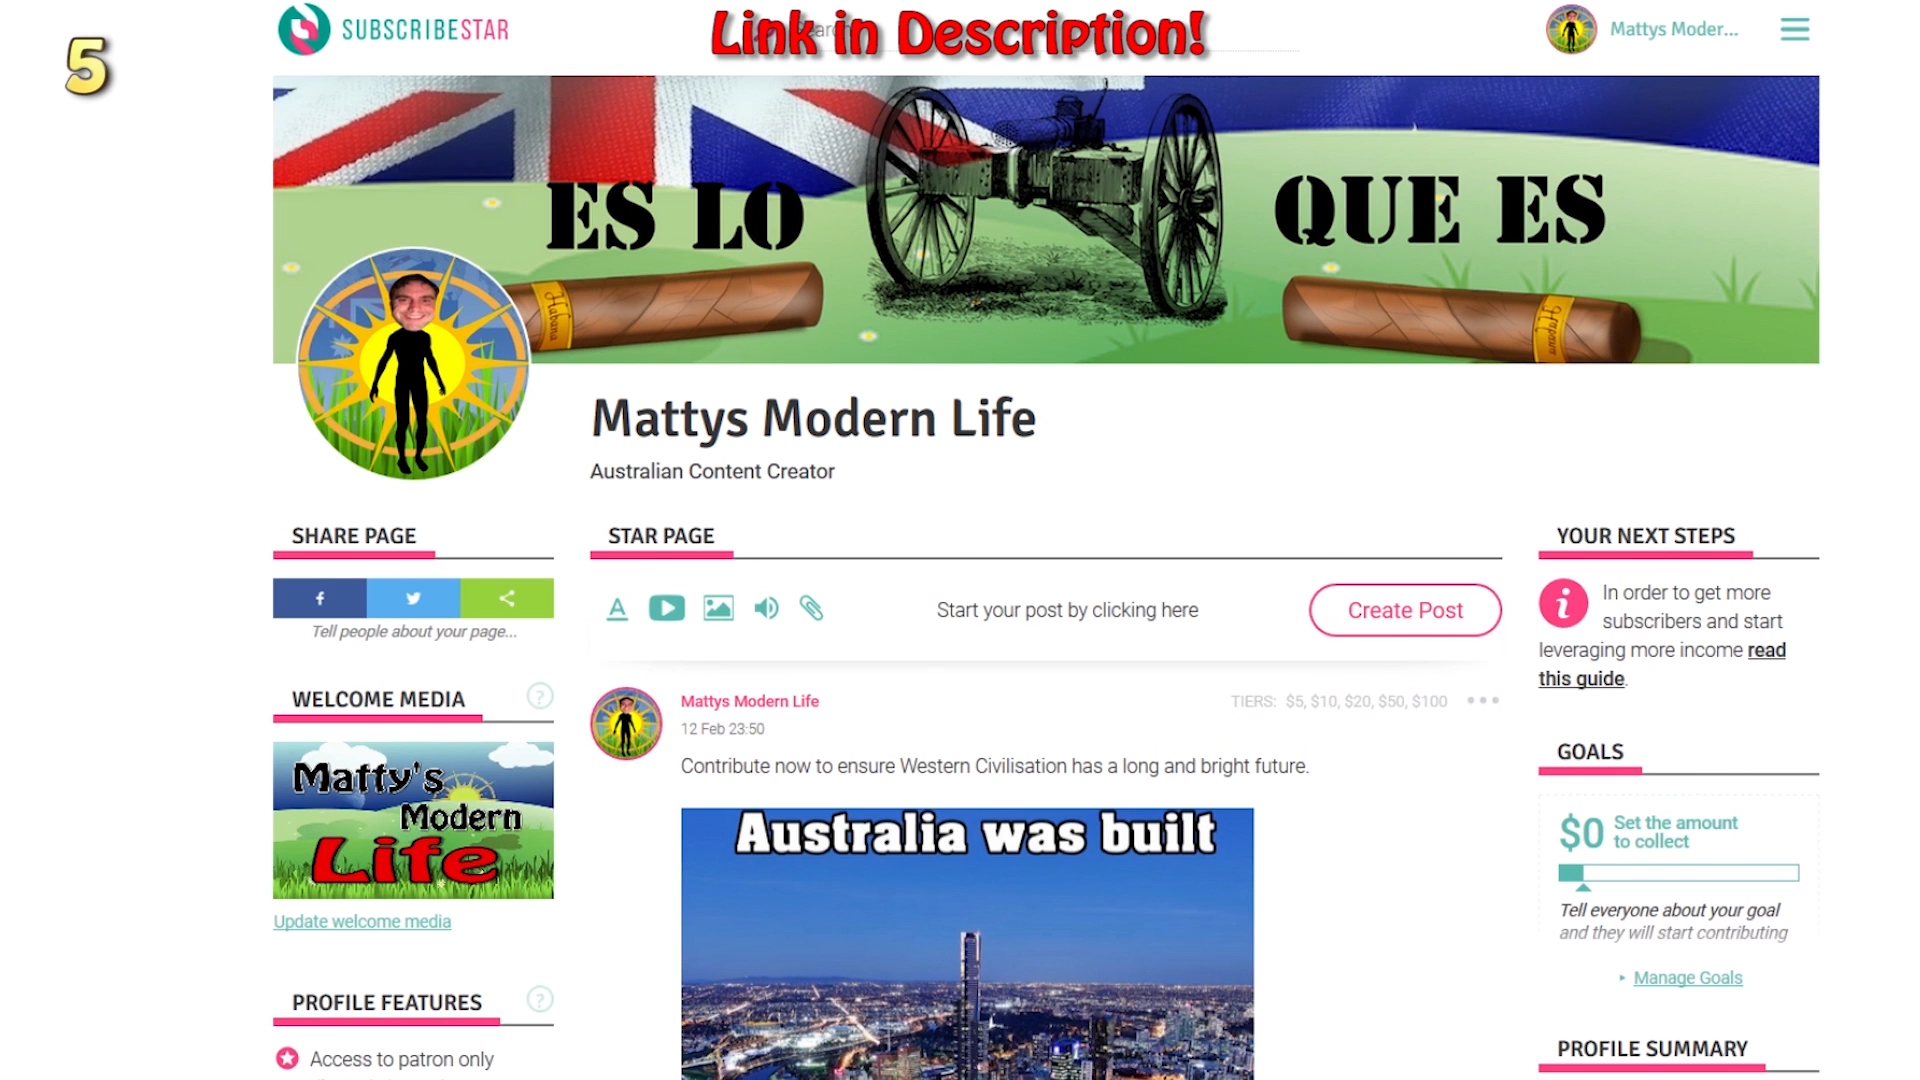 5
SUBSCRIBESTAR
Link in Description!
Mattys Moder...
ES LO
QUE ES
Habana
Habana
Mattys Modern Life
Australian Content Creator
SHARE PAGE
Tell people about your page...
WELCOME MEDIA
?
Matty's
Modern
Life
Update welcome media
PROFILE FEATURES
?
Access to patron only
STAR PAGE
A
Start your post by clicking here
Create Post
Mattys Modern Life
TIERS: $5, $10, $20, $50, $100
12 Feb 23:50
Contribute now to ensure Western Civilisation has a long and bright future.
Australia was built
YOUR NEXT STEPS
In order to get more
subscribers and start
leveraging more income read
this guide.
GOALS
$0 Set the amount
to collect
Tell everyone about your goal
and they will start contributing
Manage Goals
PROFILE SUMMARY